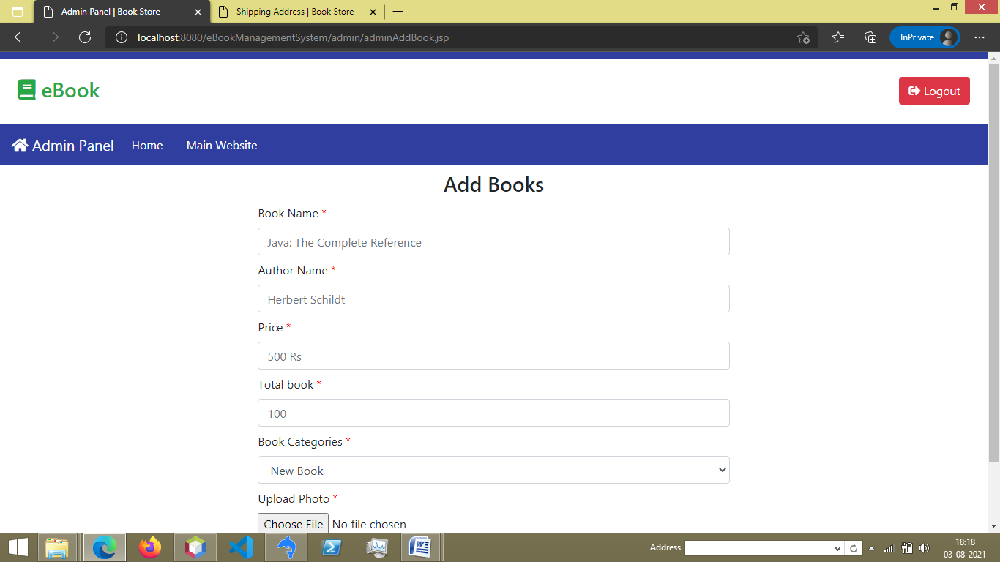 Admin Panel | Book Store
Shipping Address | Book Store
localhost:8080/eBookManagementSystem/admin/adminAddBook.jsp
InPrivate
eBook
Logout
Admin Panel Home Main Website
Add Books
Book Name *
Java: The Complete Reference
Author Name *
Herbert Schildt
Price *
500 Rs
Total book *
100
Book Categories *
New Book
Upload Photo *
Choose File No file chosen
Address
18:18
03-08-2021